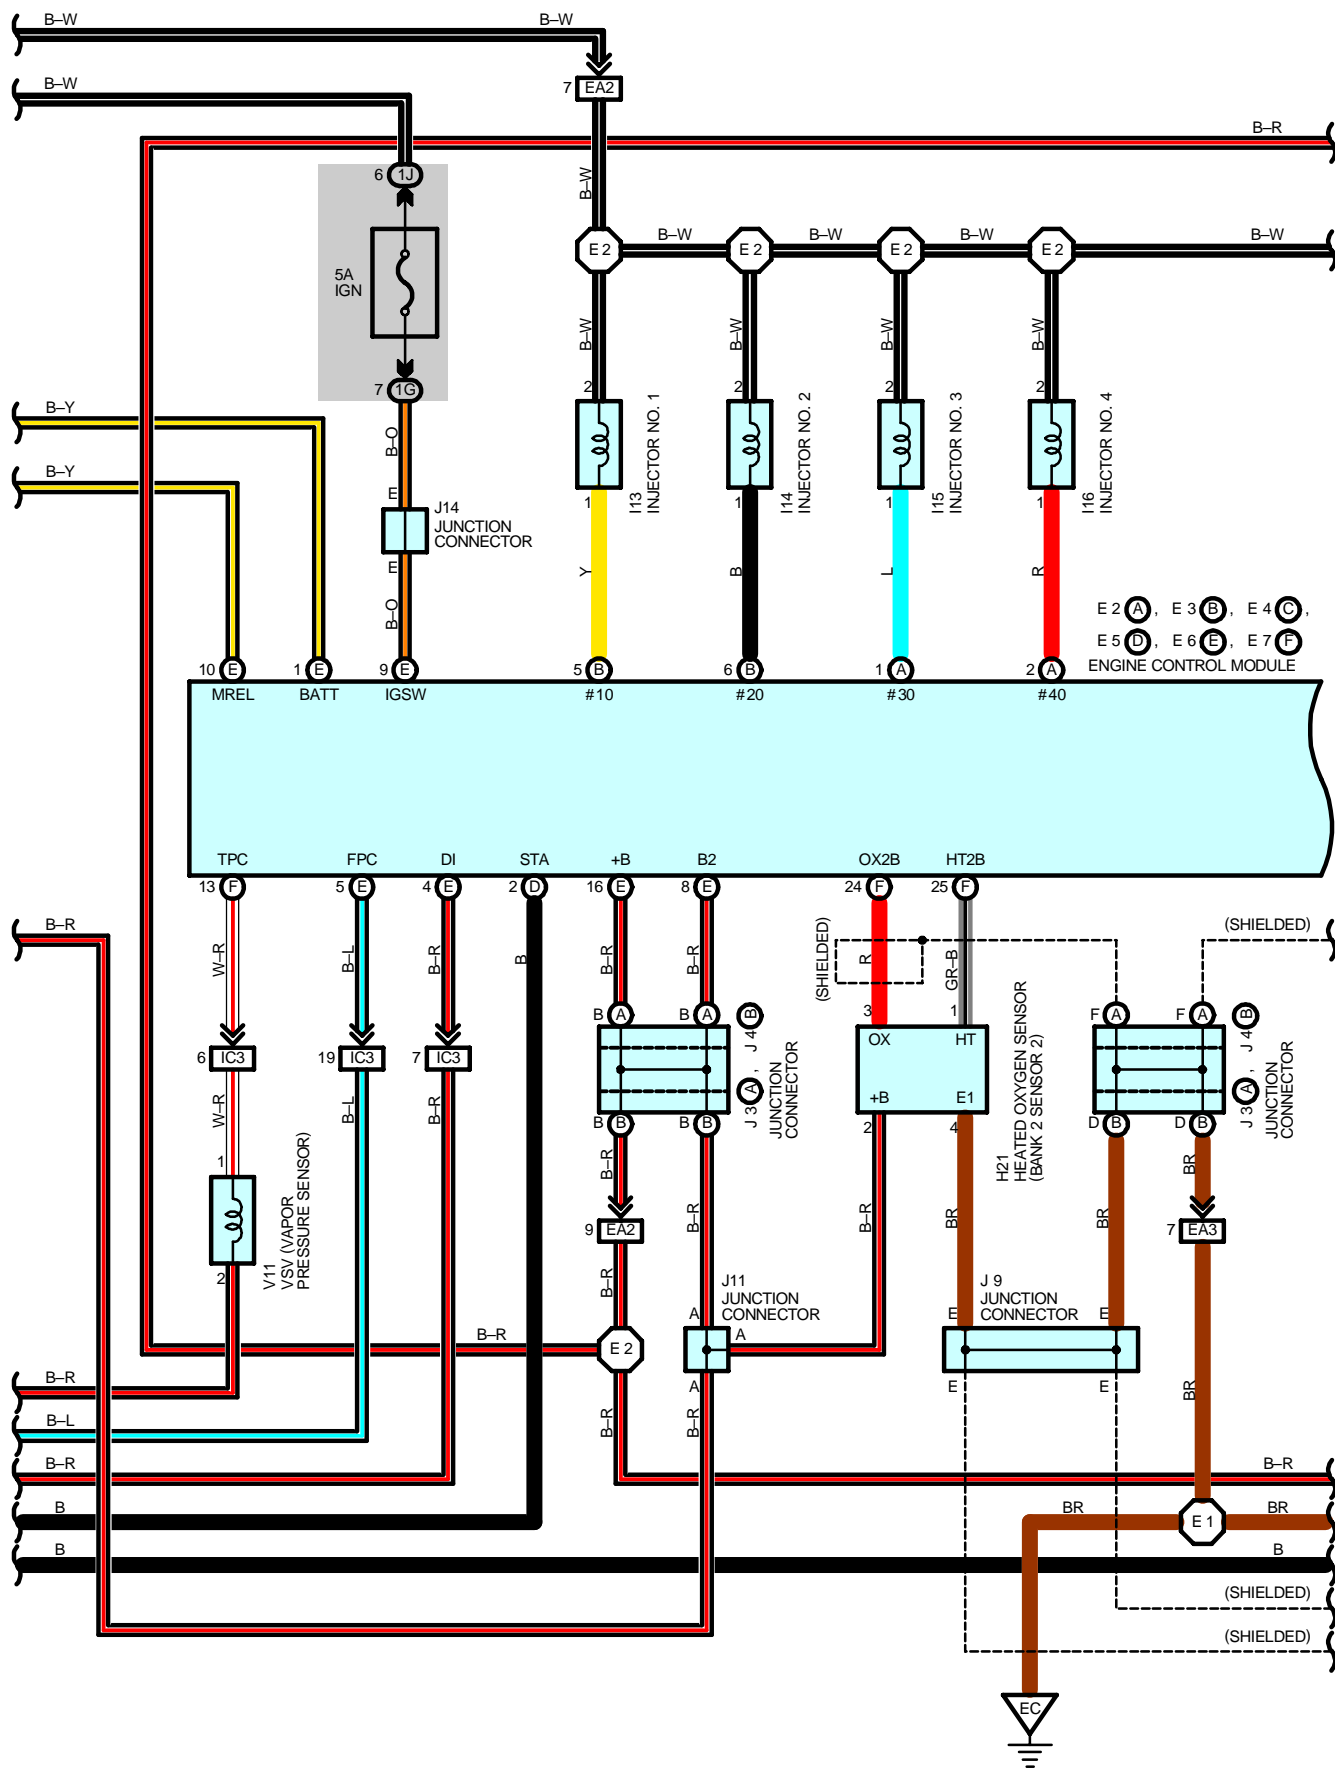 B–W
B–W
7
EA2
B–W
B–R
6
1J
B–W
5A
IGN
E 2
B–W
E 2
B–W
E 2
B–W
E 2
B–W
B–W
B–W
B–W
B–W
7
1G
B–Y
B–O
2
2
2
2
I13
INJECTOR NO. 1
I14
INJECTOR NO. 2
I15
INJECTOR NO. 3
I16
INJECTOR NO. 4
B–Y
E
J14
JUNCTION
CONNECTOR
1
1
1
1
E
B–O
Y
B
L
R
E 2 A , E 3 B , E 4 C ,
E 5 D , E 6 E , E 7 F
ENGINE CONTROL MODULE
10 E
1 E
9 E
5 B
6 B
1 A
2 A
MREL
BATT
IGSW
#10
#20
#30
#40
TPC
FPC
DI
STA
+B
B2
OX2B
HT2B
13 F
5 E
4 E
2 D
16 E
8 E
24 F
25 F
B–R
W–R
B–L
B–R
B
B–R
B–R
(SHIELDED)
R
GR–B
(SHIELDED)
6 IC3
19 IC3
7 IC3
B A
B A
J 3 A , J 4 B
JUNCTION
CONNECTOR
3
1
OX
HT
+B
E1
2
4
H21
HEATED OXYGEN SENSOR
(BANK 2 SENSOR 2)
F A
F A
J 3 A , J 4 B
JUNCTION
CONNECTOR
W–R
B–L
B–R
B B
B B
D B
D B
1
V11
VSV (VAPOR
PRESSURE SENSOR)
2
B–R
9 EA2
B–R
B–R
B–R
BR
BR
BR
7 EA3
J11
JUNCTION
CONNECTOR
A
A
A
J 9
JUNCTION
CONNECTOR
E
E
E
E
B–R
E 2
B–R
B–L
B–R
B–R
B–R
BR
B–R
B
BR
E 1
BR
B
B
(SHIELDED)
(SHIELDED)
EC